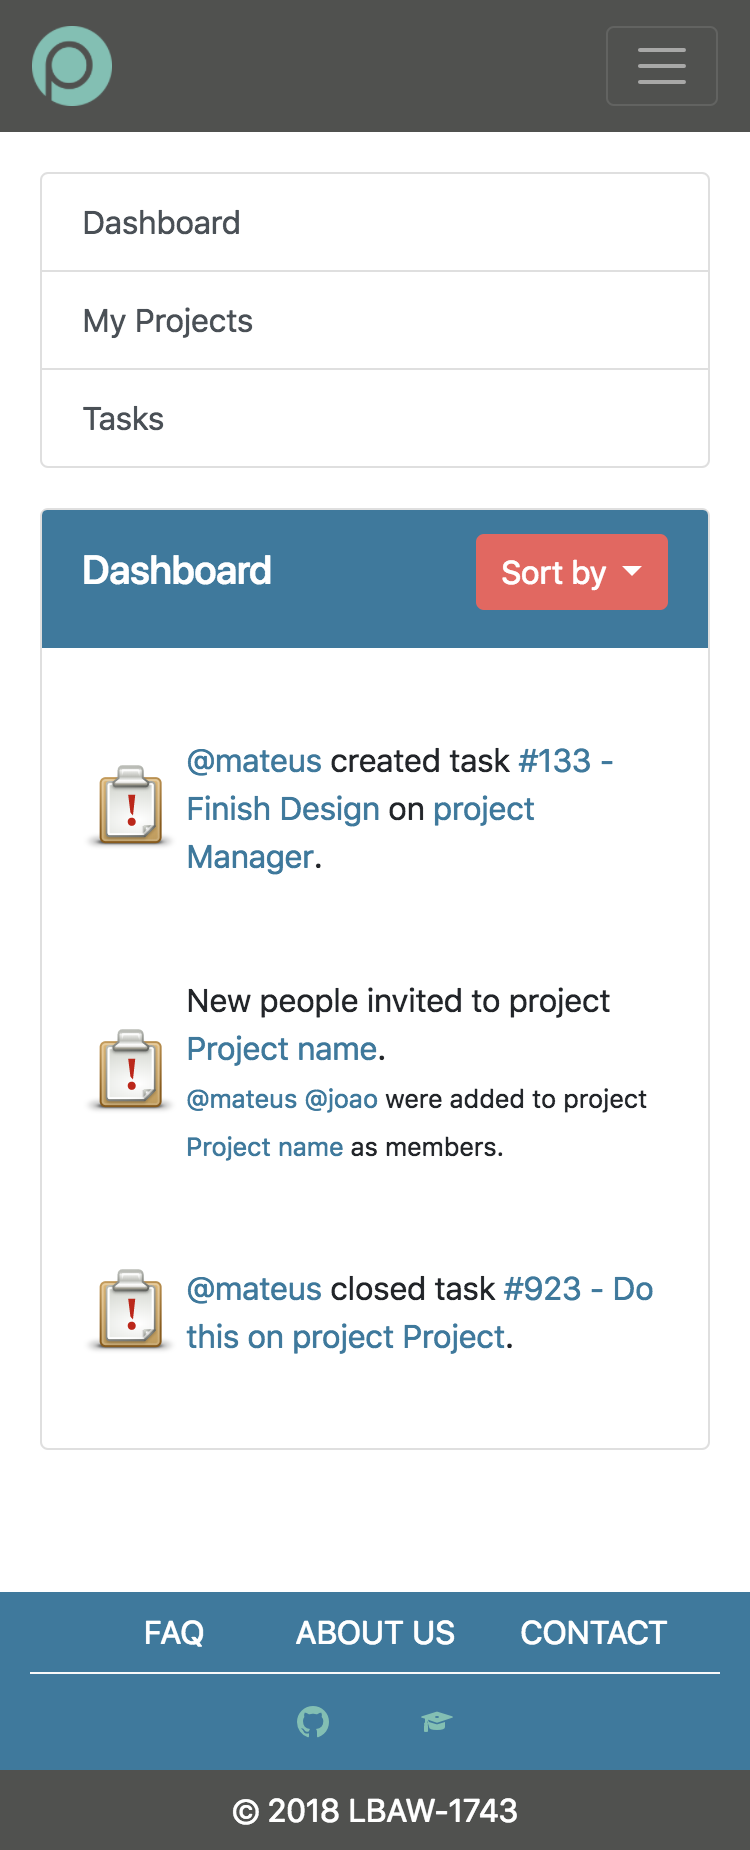 Dashboard
My Projects
Tasks
Dashboard
Sort by
@mateus created task #133 -
Finish Design on project
Manager.
New people invited to project
Project name.
@mateus @joao were added to project
Project name as members.
@mateus closed task #923 - Do
this on project Project.
FAQ
ABOUT US
CONTACT
© 2018 LBAW-1743